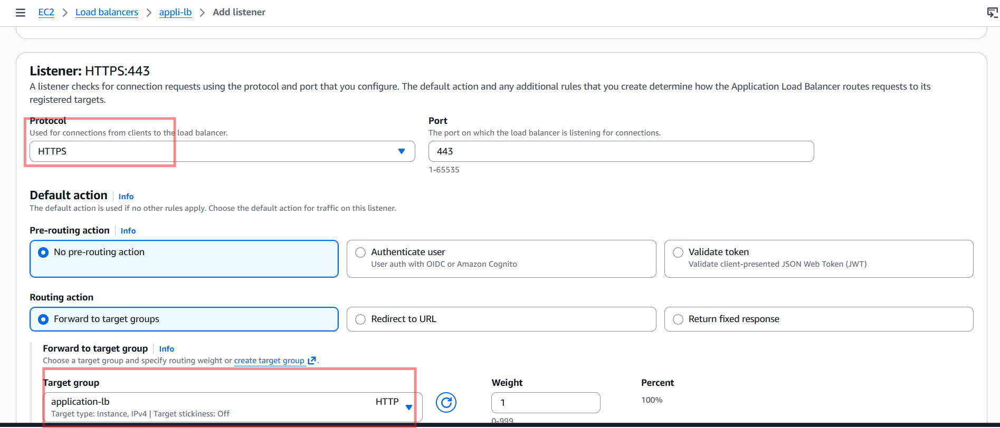 EC2 > Load balancers > appli-lb > Add listener
Listener: HTTPS:443
A listener checks for connection requests using the protocol and port that you configure. The default action and any additional rules that you create determine how the Application Load Balancer routes requests to its
registered targets.
Protocol
Used for connections from clients to the load balancer.
HTTPS
Port
The port on which the load balancer is listening for connections.
443
1-65535
Default action Info
The default action is used if no other rules apply. Choose the default action for traffic on this listener.
Pre-routing action Info
No pre-routing action
Authenticate user
User auth with OIDC or Amazon Cognito
Validate token
Validate client-presented JSON Web Token (JWT)
Routing action
Forward to target groups
Redirect to URL
Return fixed response
Forward to target group Info
Choose a target group and specify routing weight or create target group.
Target group
application-lb HTTP
Target type: Instance, IPv4 | Target stickiness: Off
Weight
1
0-999
Percent
100%